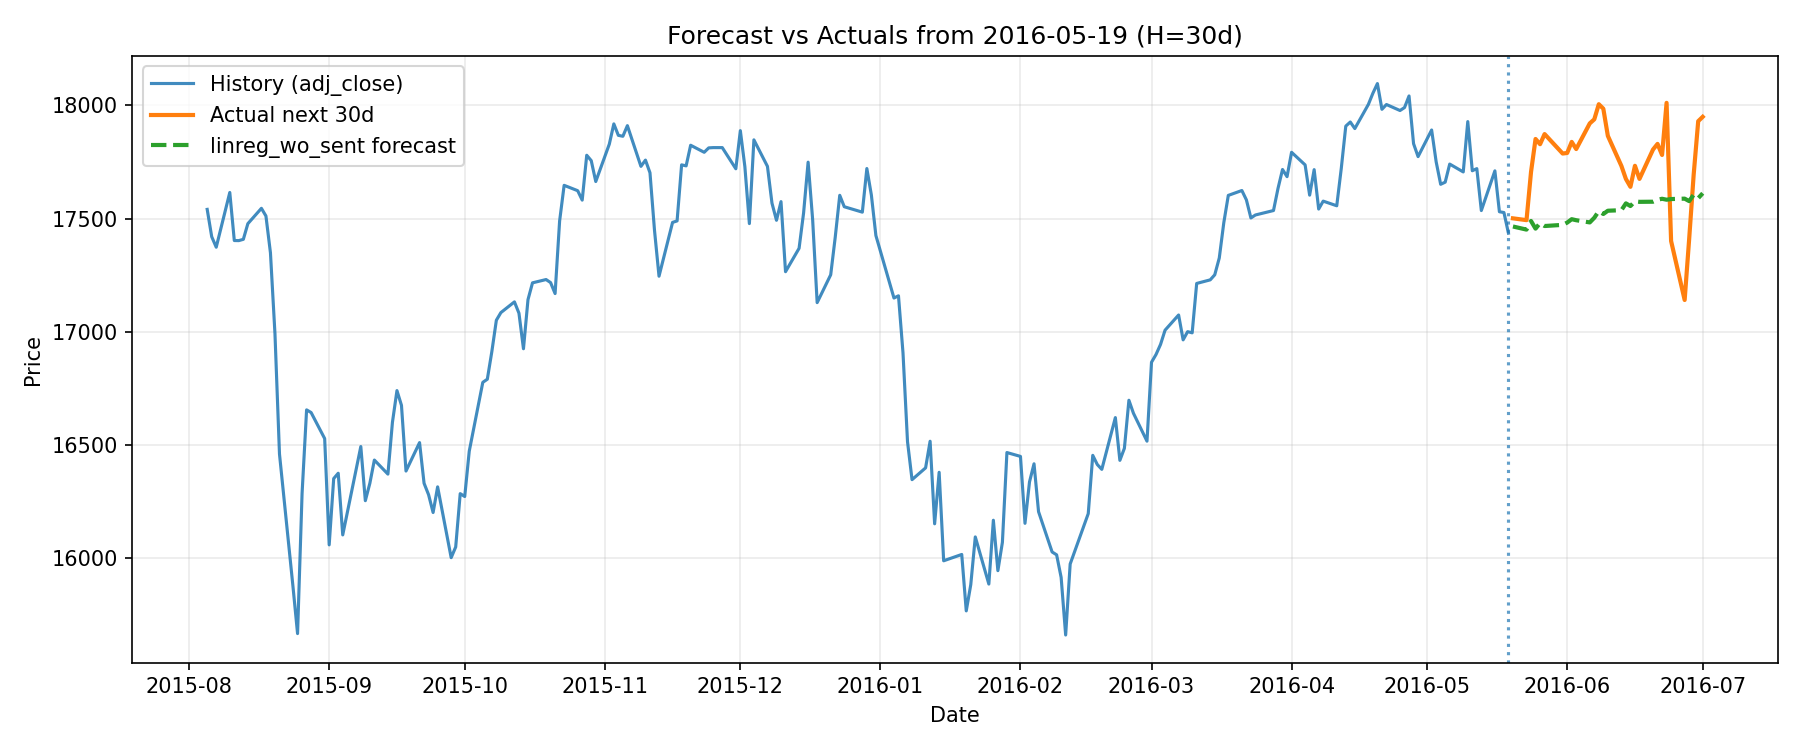 Forecast vs Actuals from 2016-05-19 (H=30d)
History (adj_close)
Actual next 30d
linreg_wo_sent forecast
Price
18000
17500
17000
16500
16000
2015-08 2015-09 2015-10 2015-11 2015-12 2016-01 2016-02 2016-03 2016-04 2016-05 2016-06 2016-07
Date